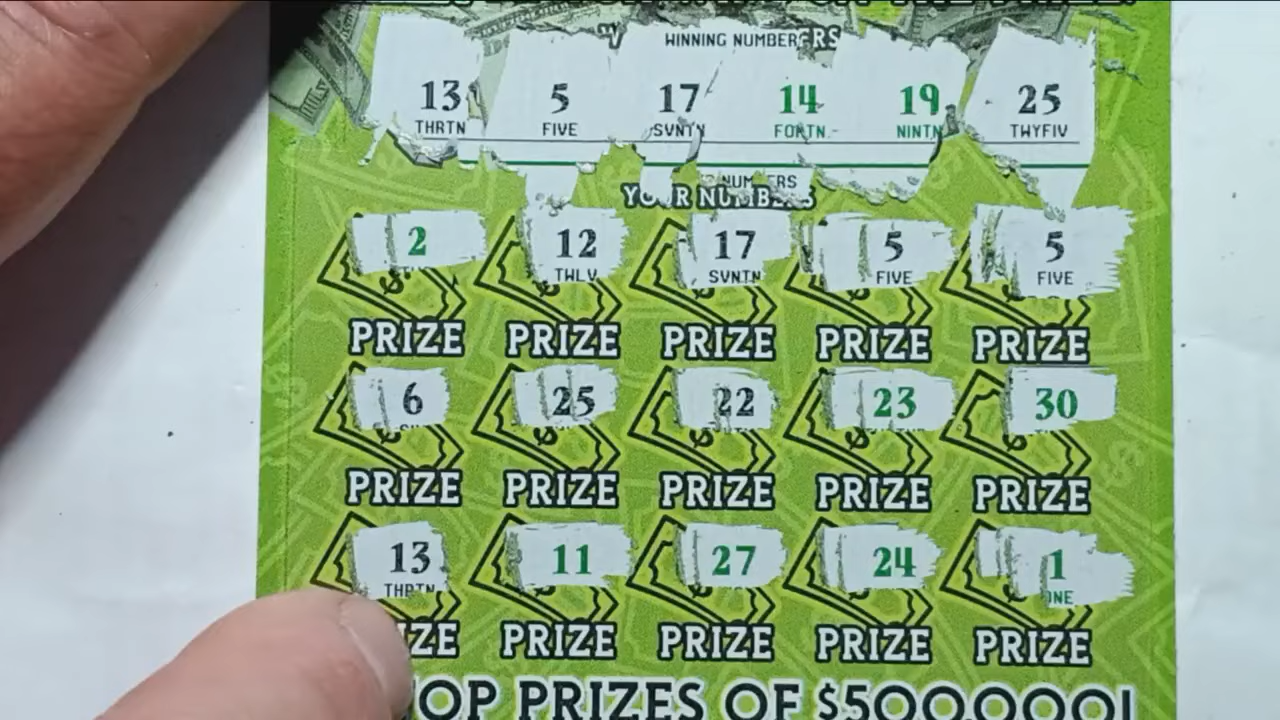 WINNING NUMBERS
13 5 17 14 19 25
THRTN FIVE SVNTN FORTN NINTN TWYFIV
YOUR NUMBERS
2 12 17 5 5
TWLV SVNTN FIVE FIVE
PRIZE PRIZE PRIZE PRIZE PRIZE
6 25 22 23 30
PRIZE PRIZE PRIZE PRIZE PRIZE
13 11 27 24 1
THRTN ONE
IZE PRIZE PRIZE PRIZE PRIZE
OP PRIZES OF $500,000!